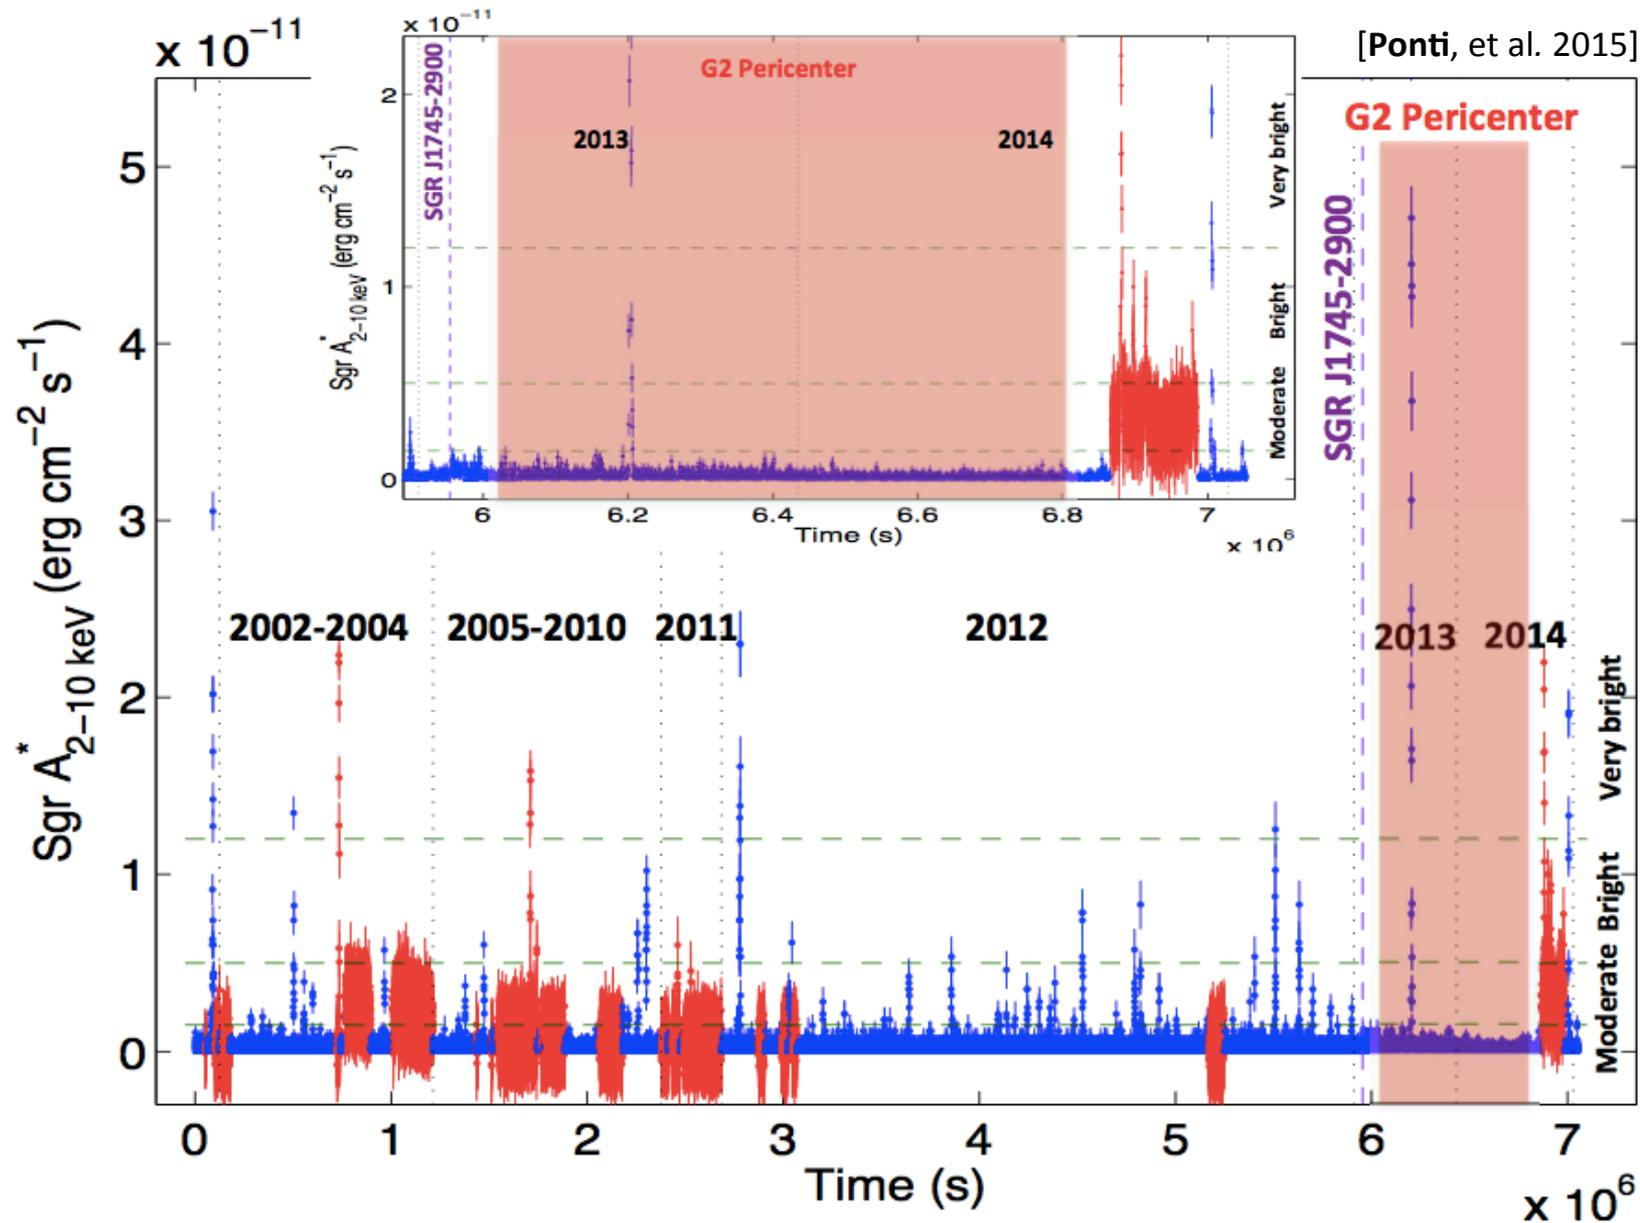 [Ponti, et al. 2015]
x 10⁻¹¹
x 10⁻¹¹
G2 Pericenter
SGR J1745-2900
2013
2014
Sgr A*2–10 keV (erg cm⁻² s⁻¹)
2
1
0
Very bright
Bright
Moderate
6
6.2
6.4
6.6
6.8
7
Time (s)
x 10⁶
G2 Pericenter
SGR J1745-2900
Sgr A*2–10 keV (erg cm⁻² s⁻¹)
5
4
3
2
1
0
2002-2004
2005-2010
2011
2012
2013
2014
Very bright
Bright
Moderate
0
1
2
3
4
5
6
7
Time (s)
x 10⁶